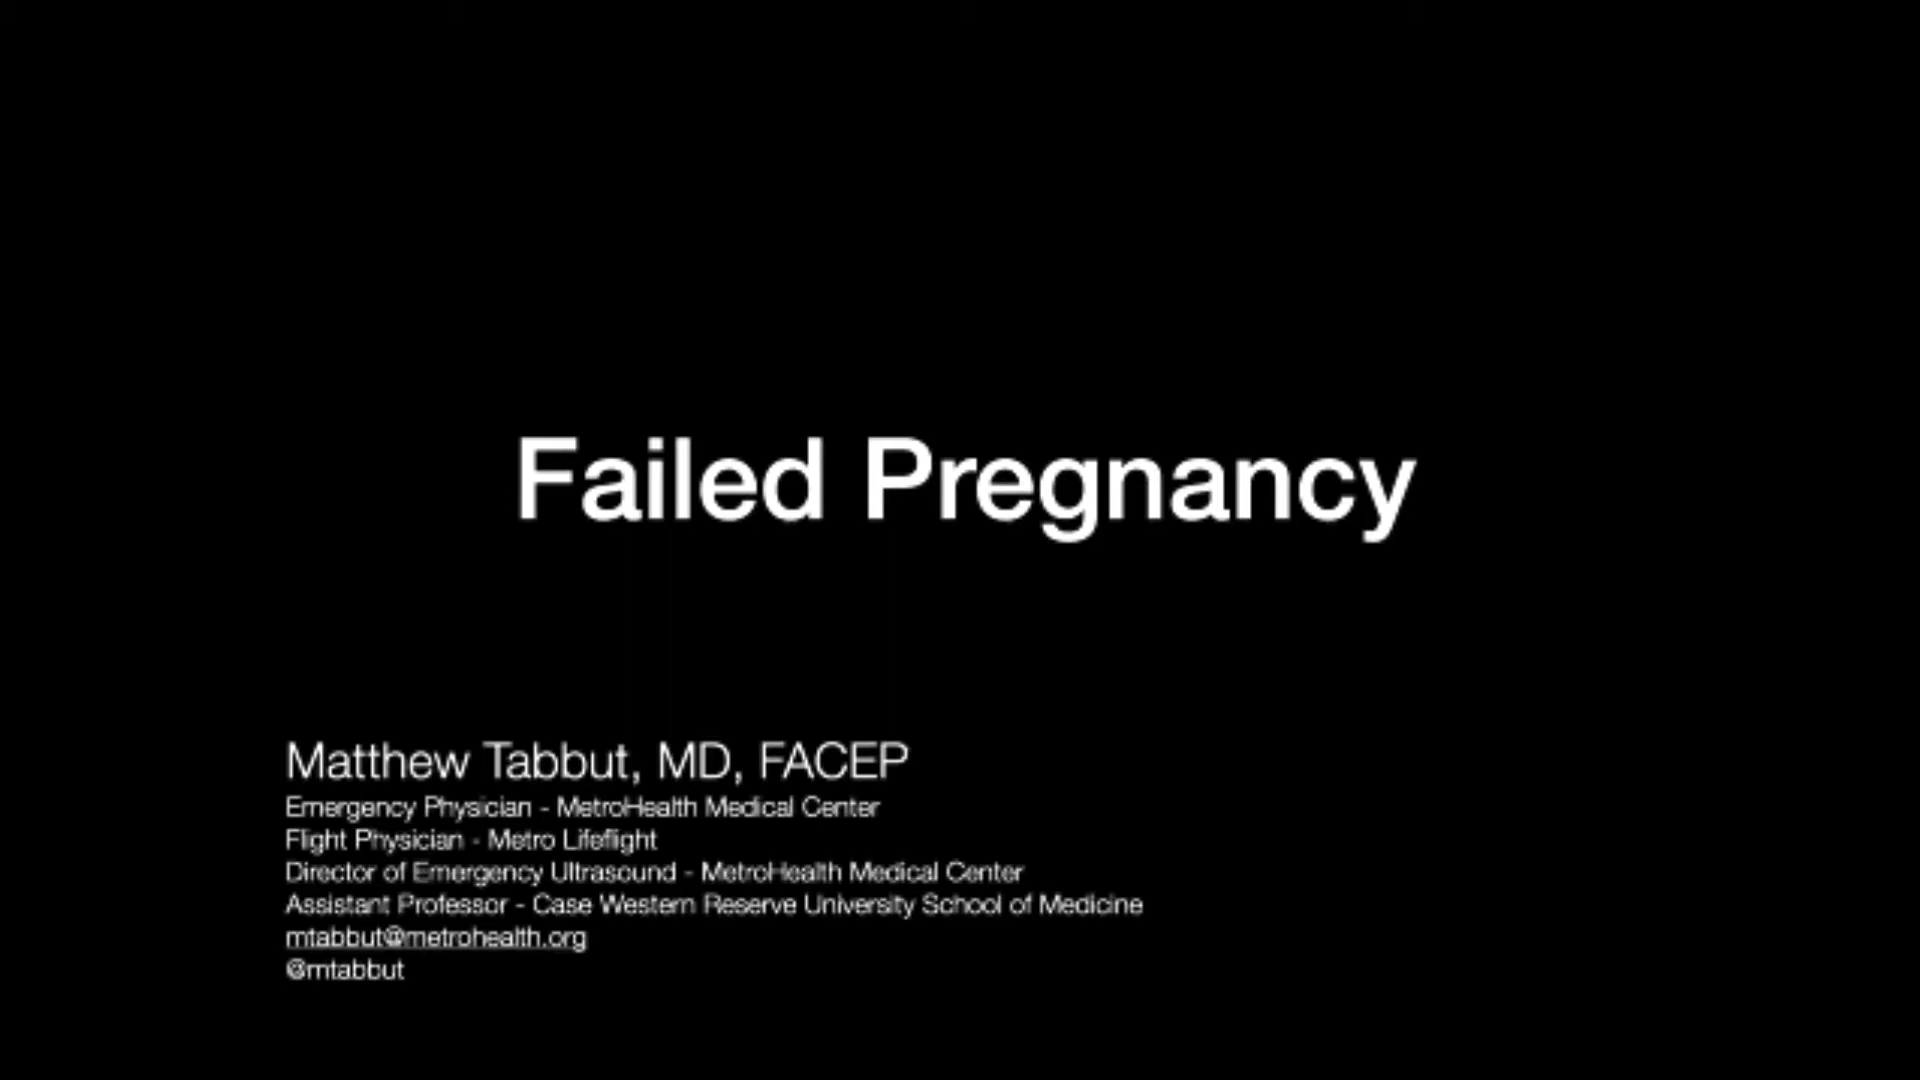 Failed Pregnancy
Matthew Tabbut, MD, FACEP
Emergency Physician - MetroHealth Medical Center
Flight Physician - Metro Lifeflight
Director of Emergency Ultrasound - MetroHealth Medical Center
Assistant Professor - Case Western Reserve University School of Medicine
mtabbut@metrohealth.org
@mtabbut